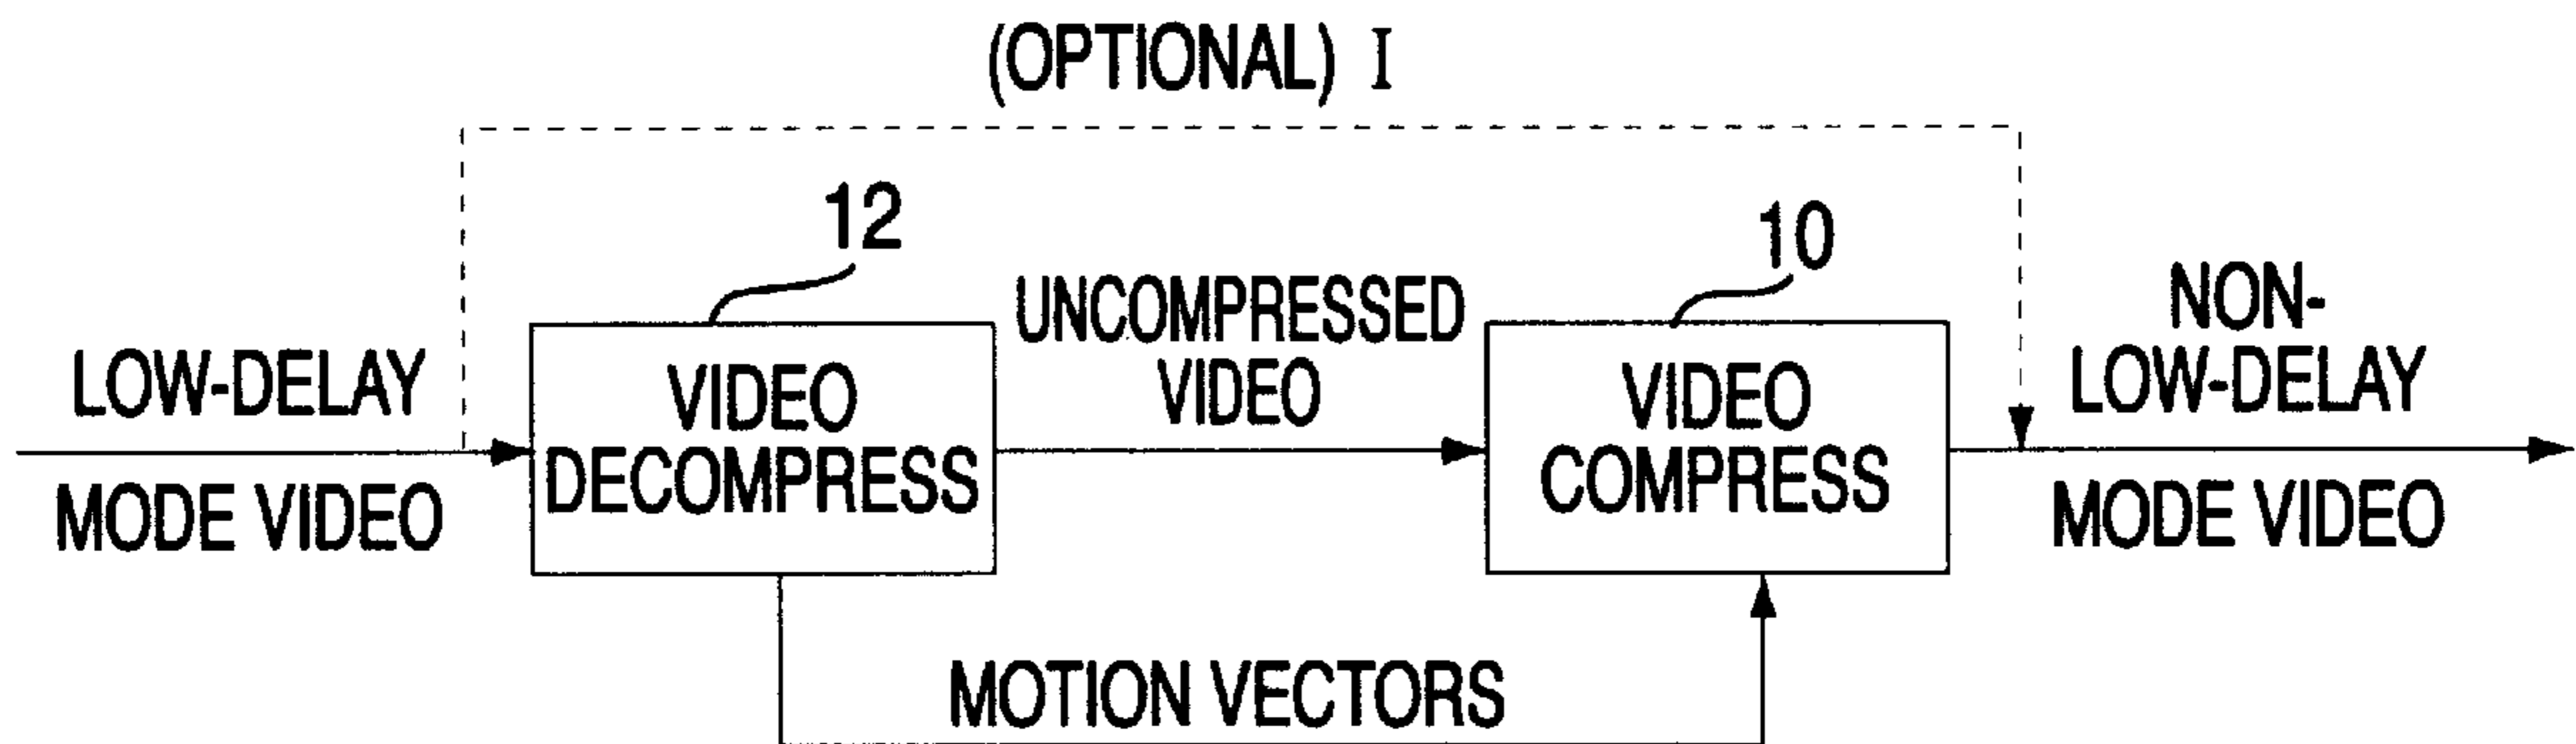 (OPTIONAL) I
12
10
LOW-DELAY
MODE VIDEO
VIDEO
DECOMPRESS
UNCOMPRESSED
VIDEO
VIDEO
COMPRESS
NON-
LOW-DELAY
MODE VIDEO
MOTION VECTORS